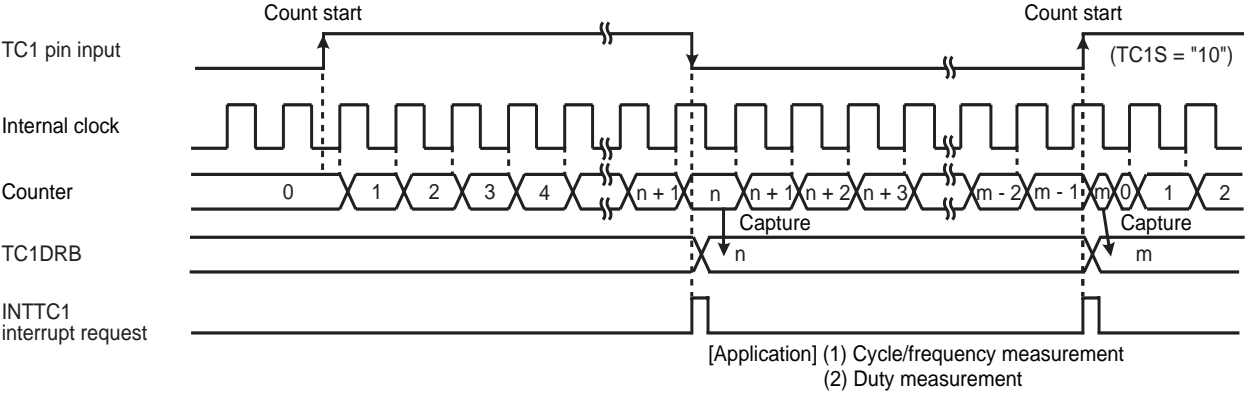 Count start Count start
TC1 pin input
(TC1S = "10")
Internal clock
Counter 0 1 2 3 4 n + 1 n n + 1 n + 2 n + 3 m - 2 m - 1 m 0 1 2
Capture Capture
TC1DRB n m
INTTC1
interrupt request
[Application] (1) Cycle/frequency measurement
(2) Duty measurement